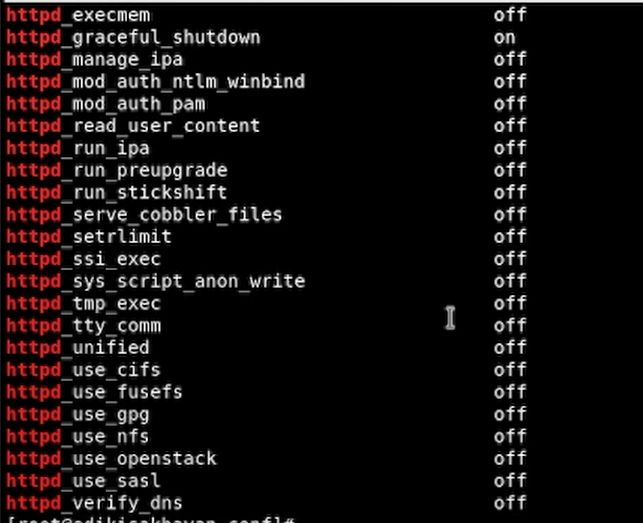 httpd_execmem off
httpd_graceful_shutdown on
httpd_manage_ipa off
httpd_mod_auth_ntlm_winbind off
httpd_mod_auth_pam off
httpd_read_user_content off
httpd_run_ipa off
httpd_run_preupgrade off
httpd_run_stickshift off
httpd_serve_cobbler_files off
httpd_setrlimit off
httpd_ssi_exec off
httpd_sys_script_anon_write off
httpd_tmp_exec off
httpd_tty_comm off
httpd_unified off
httpd_use_cifs off
httpd_use_fusefs off
httpd_use_gpg off
httpd_use_nfs off
httpd_use_openstack off
httpd_use_sasl off
httpd_verify_dns off